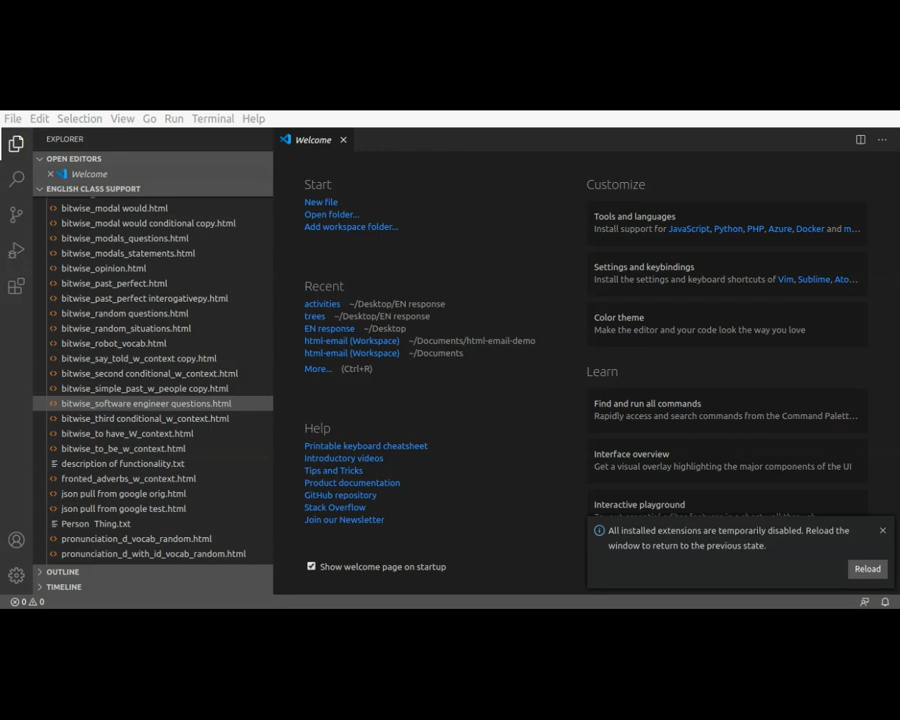 File Edit Selection View Go Run Terminal Help
EXPLORER
OPEN EDITORS
Welcome
ENGLISH CLASS SUPPORT
bitwise_modal would.html
bitwise_modal would conditional copy.html
bitwise_modals_questions.html
bitwise_modals_statements.html
bitwise_opinion.html
bitwise_past_perfect.html
bitwise_past_perfect interogativepy.html
bitwise_random questions.html
bitwise_random_situations.html
bitwise_robot_vocab.html
bitwise_say_told_w_context copy.html
bitwise_second conditional_w_context.html
bitwise_simple_past_w_people copy.html
bitwise_software engineer questions.html
bitwise_third conditional_w_context.html
bitwise_to have_W_context.html
bitwise_to_be_w_context.html
description of functionality.txt
fronted_adverbs_w_context.html
json pull from google orig.html
json pull from google test.html
Person Thing.txt
pronunciation_d_vocab_random.html
pronunciation_d_with_id_vocab_random.html
OUTLINE
TIMELINE
0 0
Welcome
Start
New file
Open folder...
Add workspace folder...
Recent
activities ~/Desktop/EN response
trees ~/Desktop/EN response
EN response ~/Desktop
html-email (Workspace) ~/Documents/html-email-demo
html-email (Workspace) ~/Documents
More... (Ctrl+R)
Help
Printable keyboard cheatsheet
Introductory videos
Tips and Tricks
Product documentation
GitHub repository
Stack Overflow
Join our Newsletter
Show welcome page on startup
Customize
Tools and languages
Install support for JavaScript, Python, PHP, Azure, Docker and m...
Settings and keybindings
Install the settings and keyboard shortcuts of Vim, Sublime, Ato...
Color theme
Make the editor and your code look the way you love
Learn
Find and run all commands
Rapidly access and search commands from the Command Palett...
Interface overview
Get a visual overlay highlighting the major components of the UI
Interactive playground
All installed extensions are temporarily disabled. Reload the
window to return to the previous state.
Reload